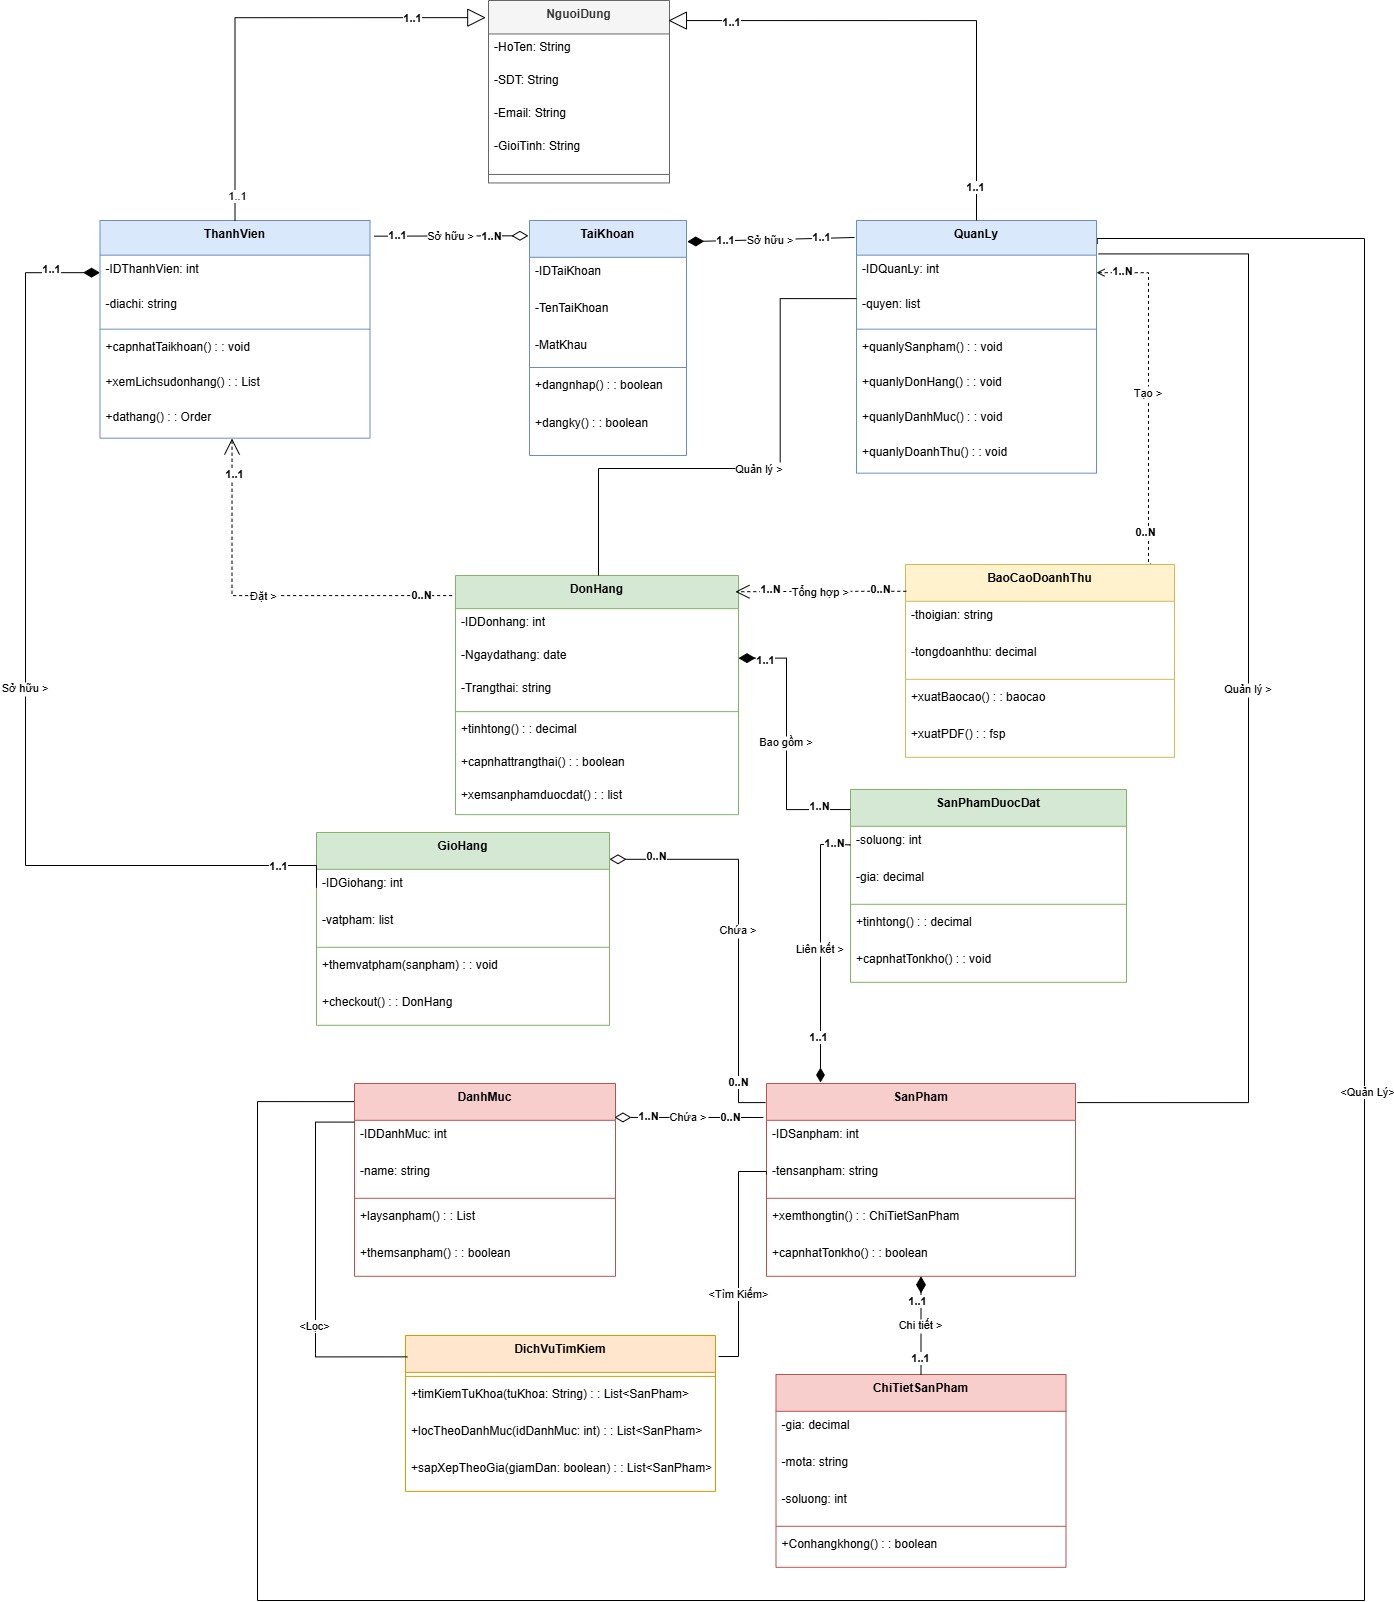 NguoiDung
-HoTen: String
-SDT: String
-Email: String
-GioiTinh: String
1..1
1..1
1..1
1..1
ThanhVien
-IDThanhVien: int
-diachi: string
+capnhatTaikhoan() : : void
+xemLichsudonhang() : : List
+dathang() : : Order
1..1
Sở hữu >
1..N
TaiKhoan
-IDTaiKhoan
-TenTaiKhoan
-MatKhau
+dangnhap() : : boolean
+dangky() : : boolean
1..1
Sở hữu >
1..1
QuanLy
-IDQuanLy: int
-quyen: list
+quanlySanpham() : : void
+quanlyDonHang() : : void
+quanlyDanhMuc() : : void
+quanlyDoanhThu() : : void
1..1
1..N
Tạo >
0..N
Quản lý >
1..1
Đặt >
0..N
DonHang
-IDDonhang: int
-Ngaydathang: date
-Trangthai: string
+tinhtong() : : decimal
+capnhattrangthai() : : boolean
+xemsanphamduocdat() : : list
1..N
Tổng hợp >
0..N
BaoCaoDoanhThu
-thoigian: string
-tongdoanhthu: decimal
+xuatBaocao() : : baocao
+xuatPDF() : : fsp
Sở hữu >
Quản lý >
1..1
Bao gồm >
1..N
SanPhamDuocDat
-soluong: int
-gia: decimal
+tinhtong() : : decimal
+capnhatTonkho() : : void
1..1
GioHang
-IDGiohang: int
-vatpham: list
+themvatpham(sanpham) : : void
+checkout() : : DonHang
0..N
Chứa >
0..N
1..N
Liên kết >
1..1
DanhMuc
-IDDanhMuc: int
-name: string
+laysanpham() : : List
+themsanpham() : : boolean
1..N
Chứa >
0..N
SanPham
-IDSanpham: int
-tensanpham: string
+xemthongtin() : : ChiTietSanPham
+capnhatTonkho() : : boolean
<Quản Lý>
<Tìm Kiếm>
<Lọc>
1..1
Chi tiết >
1..1
DichVuTimKiem
+timKiemTuKhoa(tuKhoa: String) : : List<SanPham>
+locTheoDanhMuc(idDanhMuc: int) : : List<SanPham>
+sapXepTheoGia(giamDan: boolean) : : List<SanPham>
ChiTietSanPham
-gia: decimal
-mota: string
-soluong: int
+Conhangkhong() : : boolean